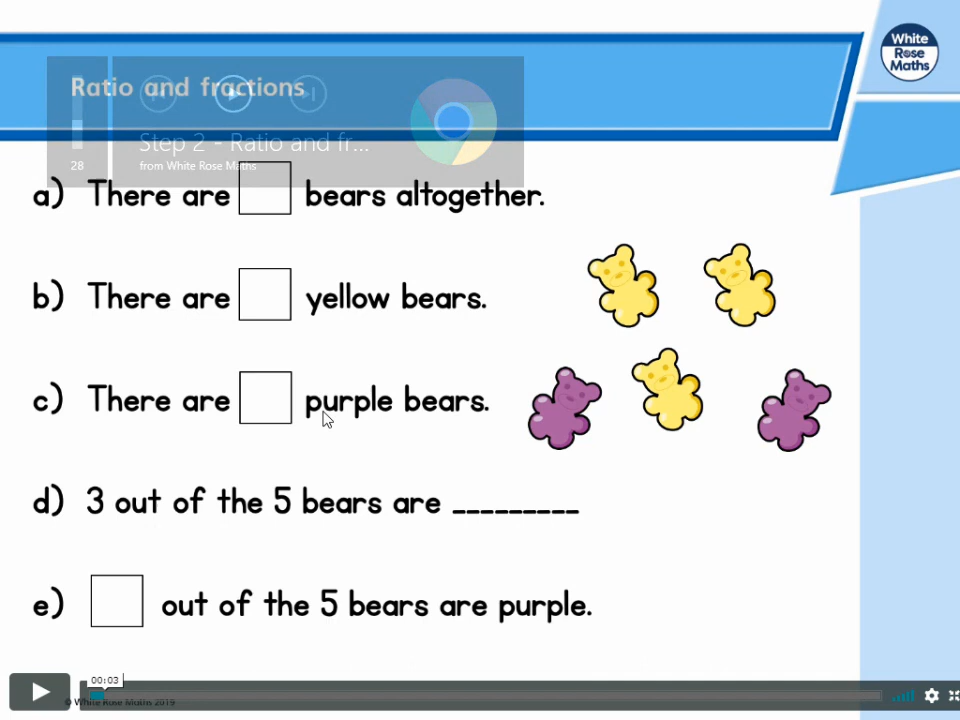 White
Rose
Maths
Ratio and fractions
Step 2 - Ratio and fr...
28
from White Rose Maths
a) There are bears altogether.
b) There are yellow bears.
c) There are purple bears.
d) 3 out of the 5 bears are _________
e) out of the 5 bears are purple.
00:03
© White Rose Maths 2019